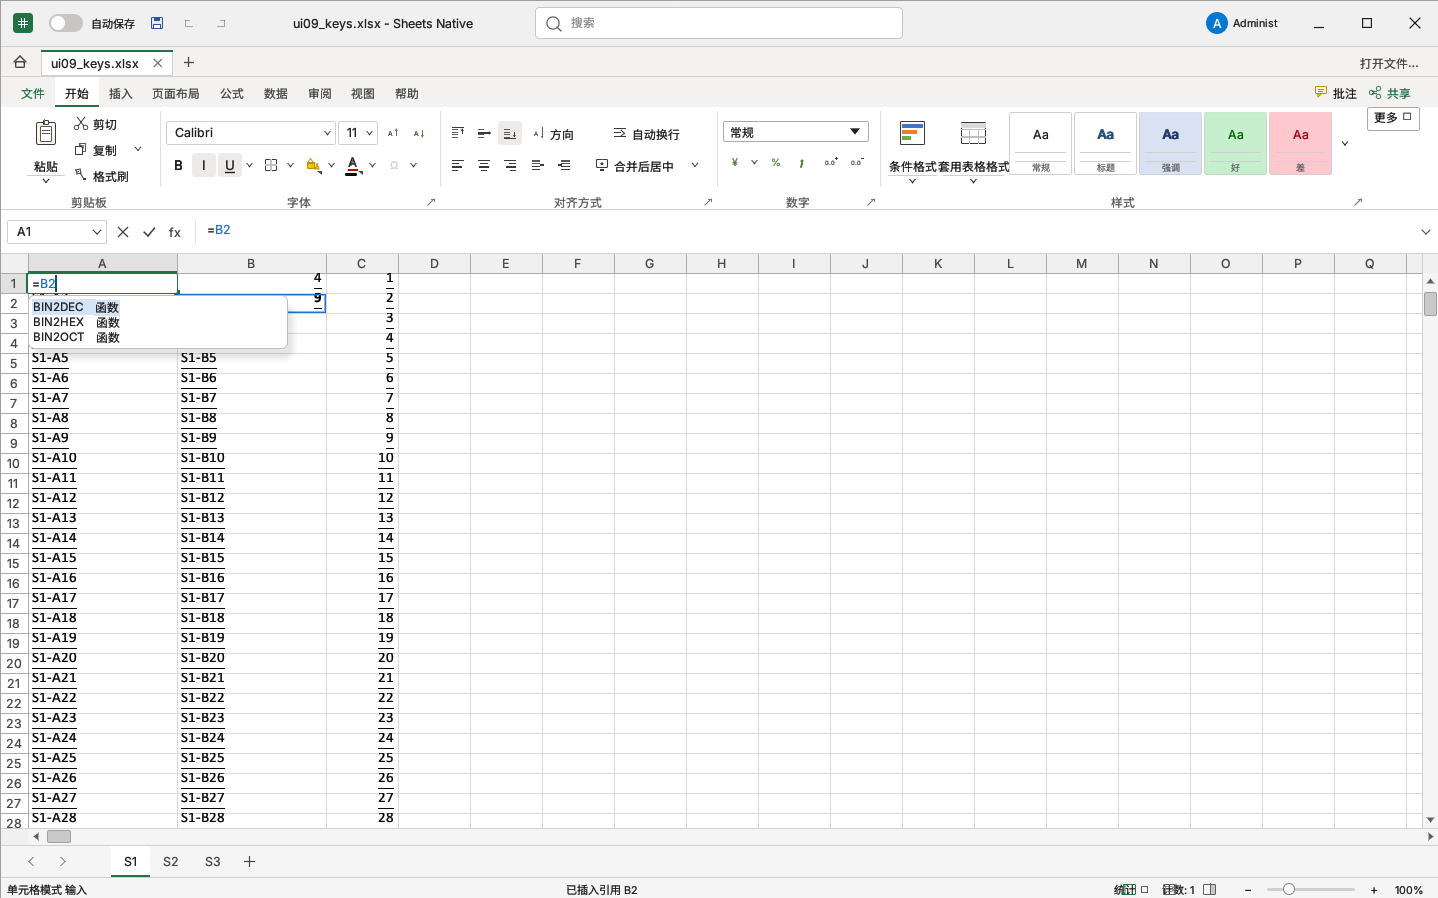 自动保存
ui09_keys.xlsx - Sheets Native
搜索
A
Administ
ui09_keys.xlsx
打开文件...
文件 开始 插入 页面布局 公式 数据 审阅 视图 帮助
批注 共享
更多
粘贴
剪切
复制
格式刷
Calibri
11
B I U
方向
自动换行
合并后居中
常规
条件格式
套用表格格式
Aa 常规
Aa 标题
Aa 强调
Aa 好
Aa 差
剪贴板 字体 对齐方式 数字 样式
A1
fx
=B2
A B C D E F G H I J K L M N O P Q
1 =B2 4 1
2 9 2
BIN2DEC 函数
BIN2HEX 函数
BIN2OCT 函数
3 3
4 4
5 S1-A5 S1-B5 5
6 S1-A6 S1-B6 6
7 S1-A7 S1-B7 7
8 S1-A8 S1-B8 8
9 S1-A9 S1-B9 9
10 S1-A10 S1-B10 10
11 S1-A11 S1-B11 11
12 S1-A12 S1-B12 12
13 S1-A13 S1-B13 13
14 S1-A14 S1-B14 14
15 S1-A15 S1-B15 15
16 S1-A16 S1-B16 16
17 S1-A17 S1-B17 17
18 S1-A18 S1-B18 18
19 S1-A19 S1-B19 19
20 S1-A20 S1-B20 20
21 S1-A21 S1-B21 21
22 S1-A22 S1-B22 22
23 S1-A23 S1-B23 23
24 S1-A24 S1-B24 24
25 S1-A25 S1-B25 25
26 S1-A26 S1-B26 26
27 S1-A27 S1-B27 27
28 S1-A28 S1-B28 28
S1 S2 S3
单元格模式 输入
已插入引用 B2
计数: 1
100%